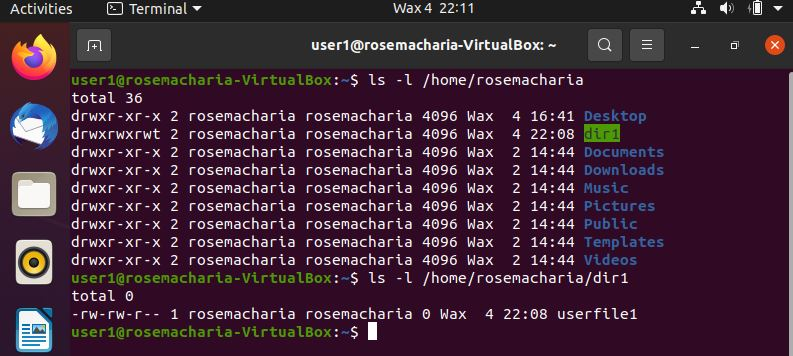 Activities Terminal Wax 4 22:11
user1@rosemacharia-VirtualBox: ~
user1@rosemacharia-VirtualBox:~$ ls -l /home/rosemacharia
total 36
drwxr-xr-x 2 rosemacharia rosemacharia 4096 Wax  4 16:41 Desktop
drwxrwxrwt 2 rosemacharia rosemacharia 4096 Wax  4 22:08 dir1
drwxr-xr-x 2 rosemacharia rosemacharia 4096 Wax  2 14:44 Documents
drwxr-xr-x 2 rosemacharia rosemacharia 4096 Wax  2 14:44 Downloads
drwxr-xr-x 2 rosemacharia rosemacharia 4096 Wax  2 14:44 Music
drwxr-xr-x 2 rosemacharia rosemacharia 4096 Wax  2 14:44 Pictures
drwxr-xr-x 2 rosemacharia rosemacharia 4096 Wax  2 14:44 Public
drwxr-xr-x 2 rosemacharia rosemacharia 4096 Wax  2 14:44 Templates
drwxr-xr-x 2 rosemacharia rosemacharia 4096 Wax  2 14:44 Videos
user1@rosemacharia-VirtualBox:~$ ls -l /home/rosemacharia/dir1
total 0
-rw-rw-r-- 1 rosemacharia rosemacharia 0 Wax  4 22:08 userfile1
user1@rosemacharia-VirtualBox:~$